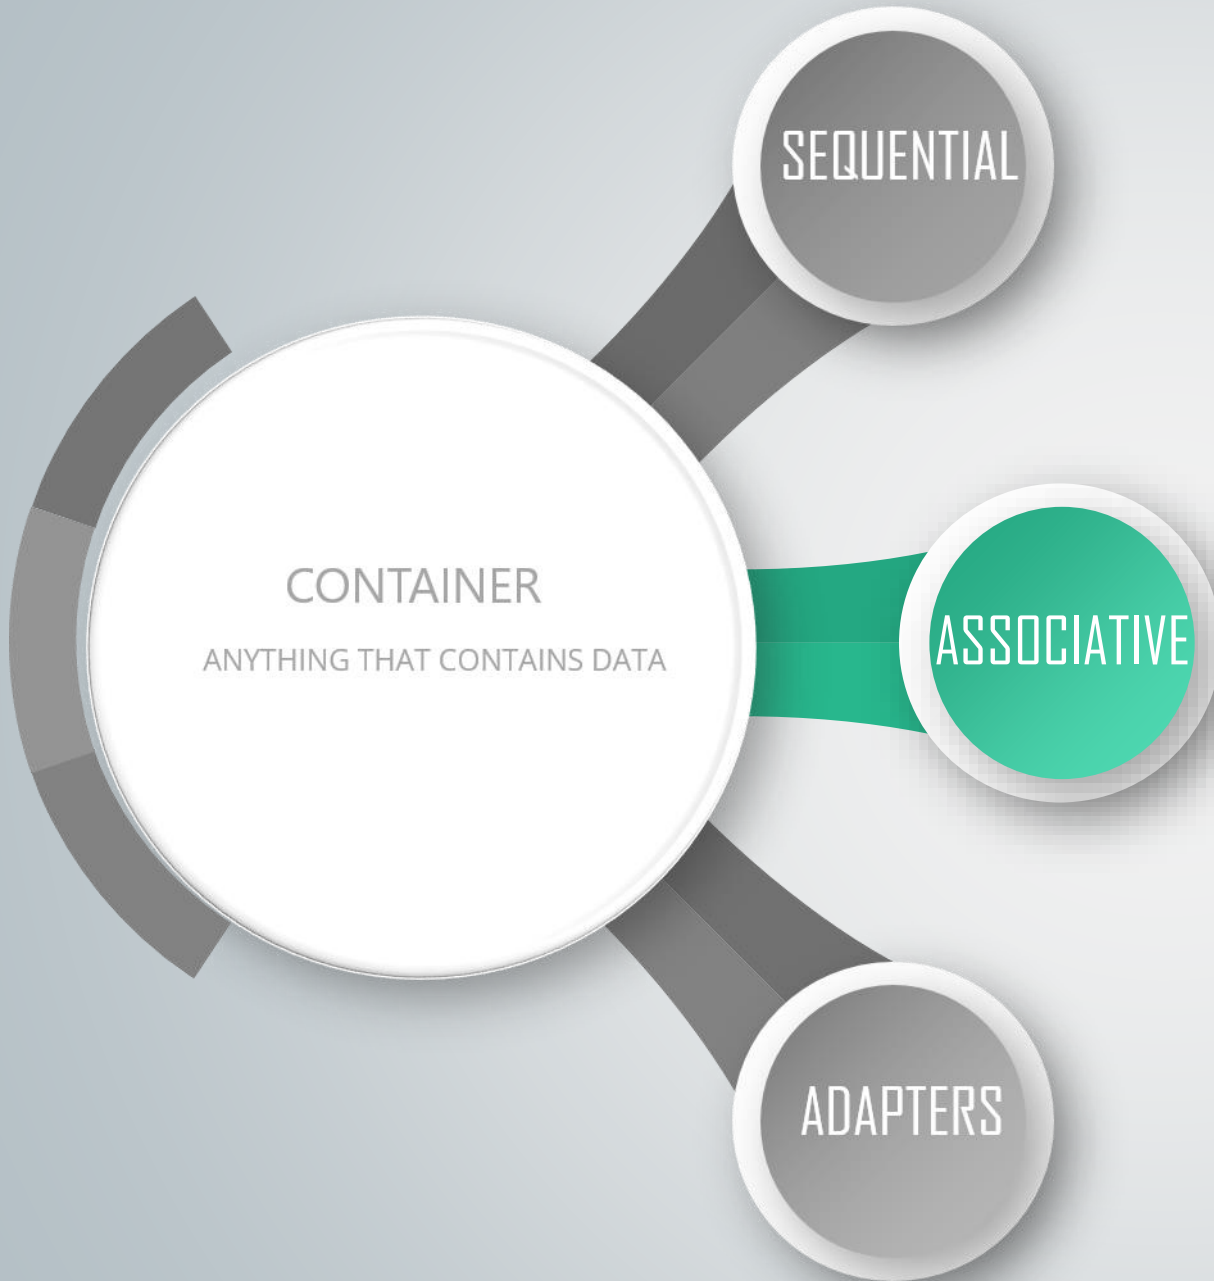 SEQUENTIAL
CONTAINER
ANYTHING THAT CONTAINS DATA
ASSOCIATIVE
ADAPTERS